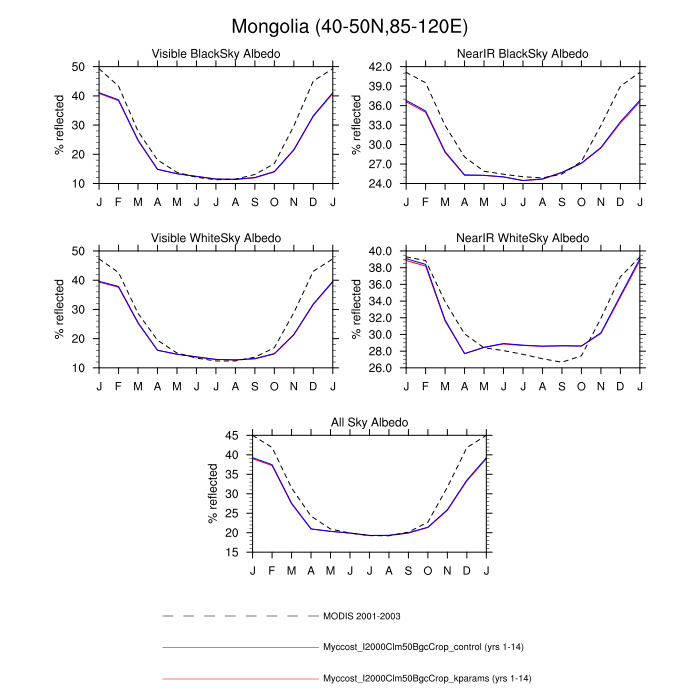 Mongolia (40-50N,85-120E)
Visible BlackSky Albedo
% reflected
50
40
30
20
10
J F M A M J J A S O N D J
NearIR BlackSky Albedo
% reflected
42.0
39.0
36.0
33.0
30.0
27.0
24.0
J F M A M J J A S O N D J
Visible WhiteSky Albedo
% reflected
50
40
30
20
10
J F M A M J J A S O N D J
NearIR WhiteSky Albedo
% reflected
40.0
38.0
36.0
34.0
32.0
30.0
28.0
26.0
J F M A M J J A S O N D J
All Sky Albedo
% reflected
45
40
35
30
25
20
15
J F M A M J J A S O N D J
MODIS 2001-2003
Myccost_I2000Clm50BgcCrop_control (yrs 1-14)
Myccost_I2000Clm50BgcCrop_kparams (yrs 1-14)